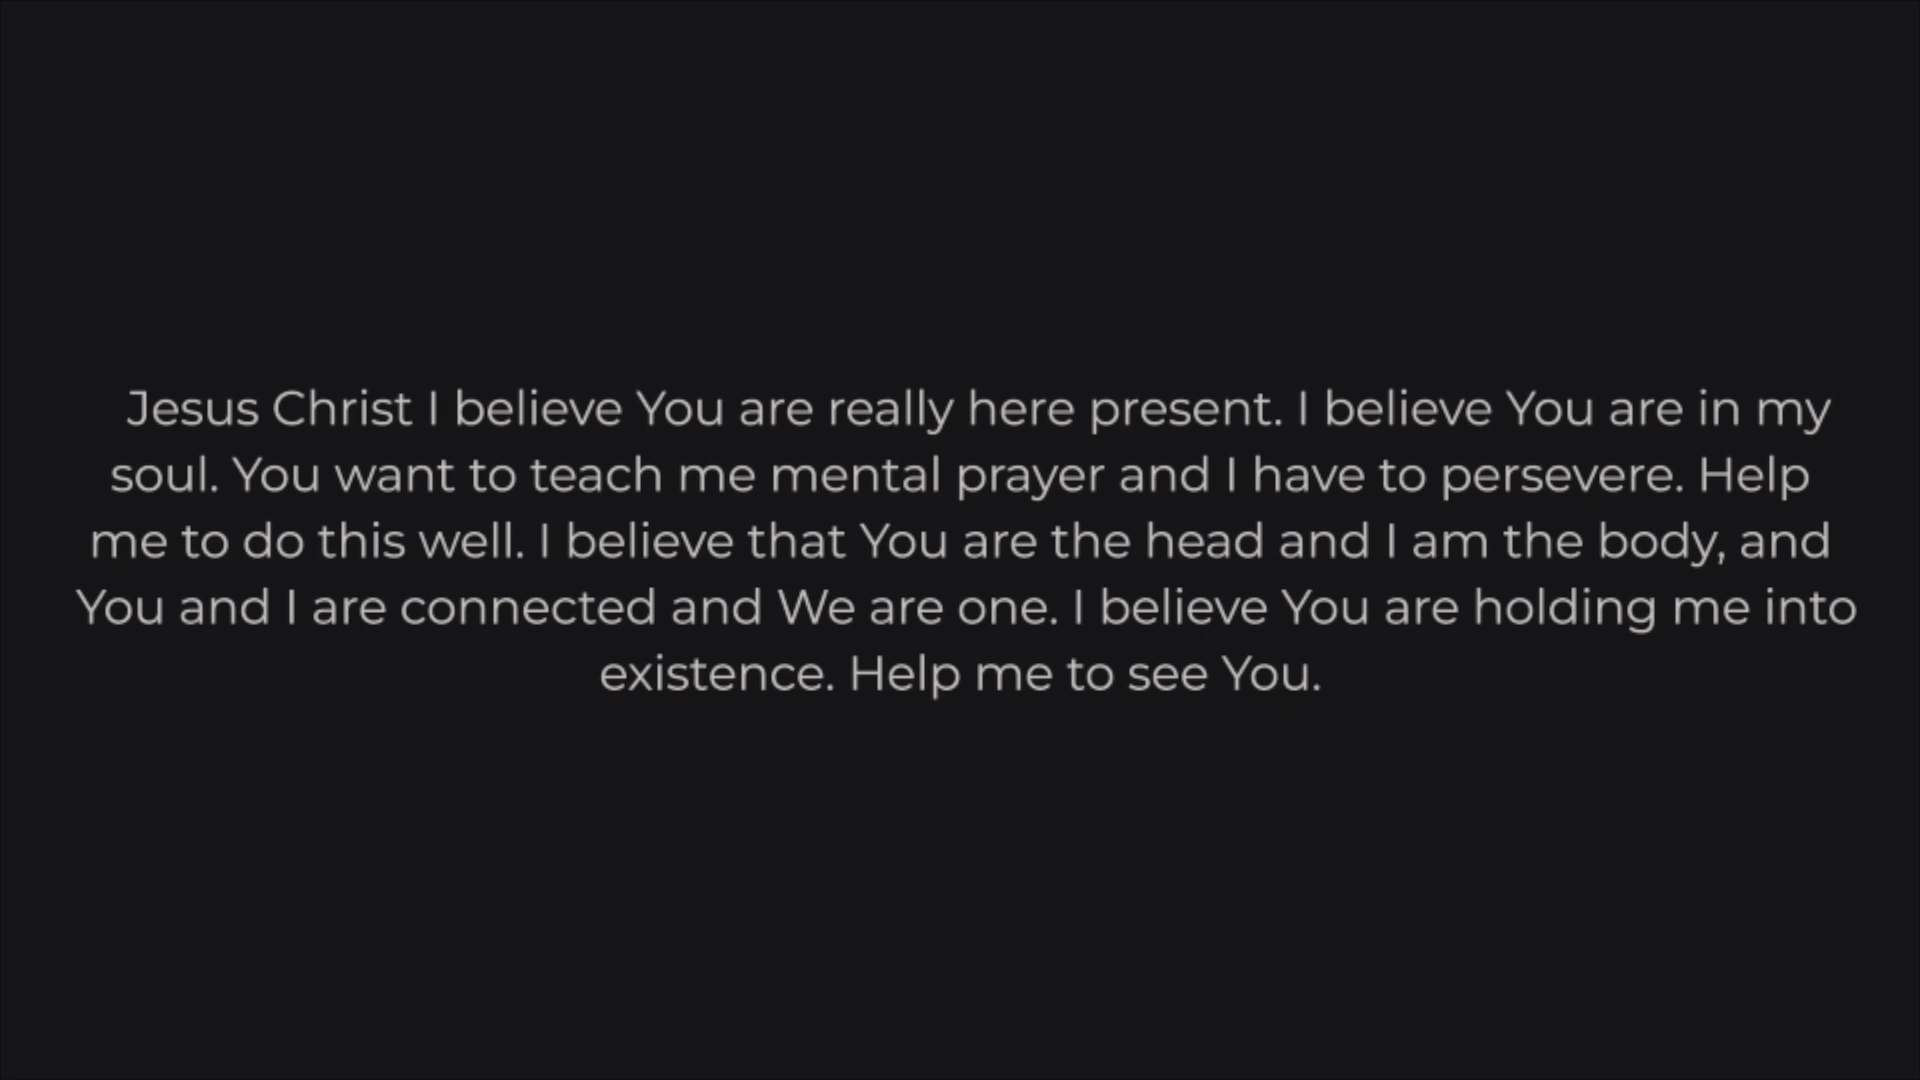 Jesus Christ I believe You are really here present. I believe You are in my
soul. You want to teach me mental prayer and I have to persevere. Help
me to do this well. I believe that You are the head and I am the body, and
You and I are connected and We are one. I believe You are holding me into
existence. Help me to see You.